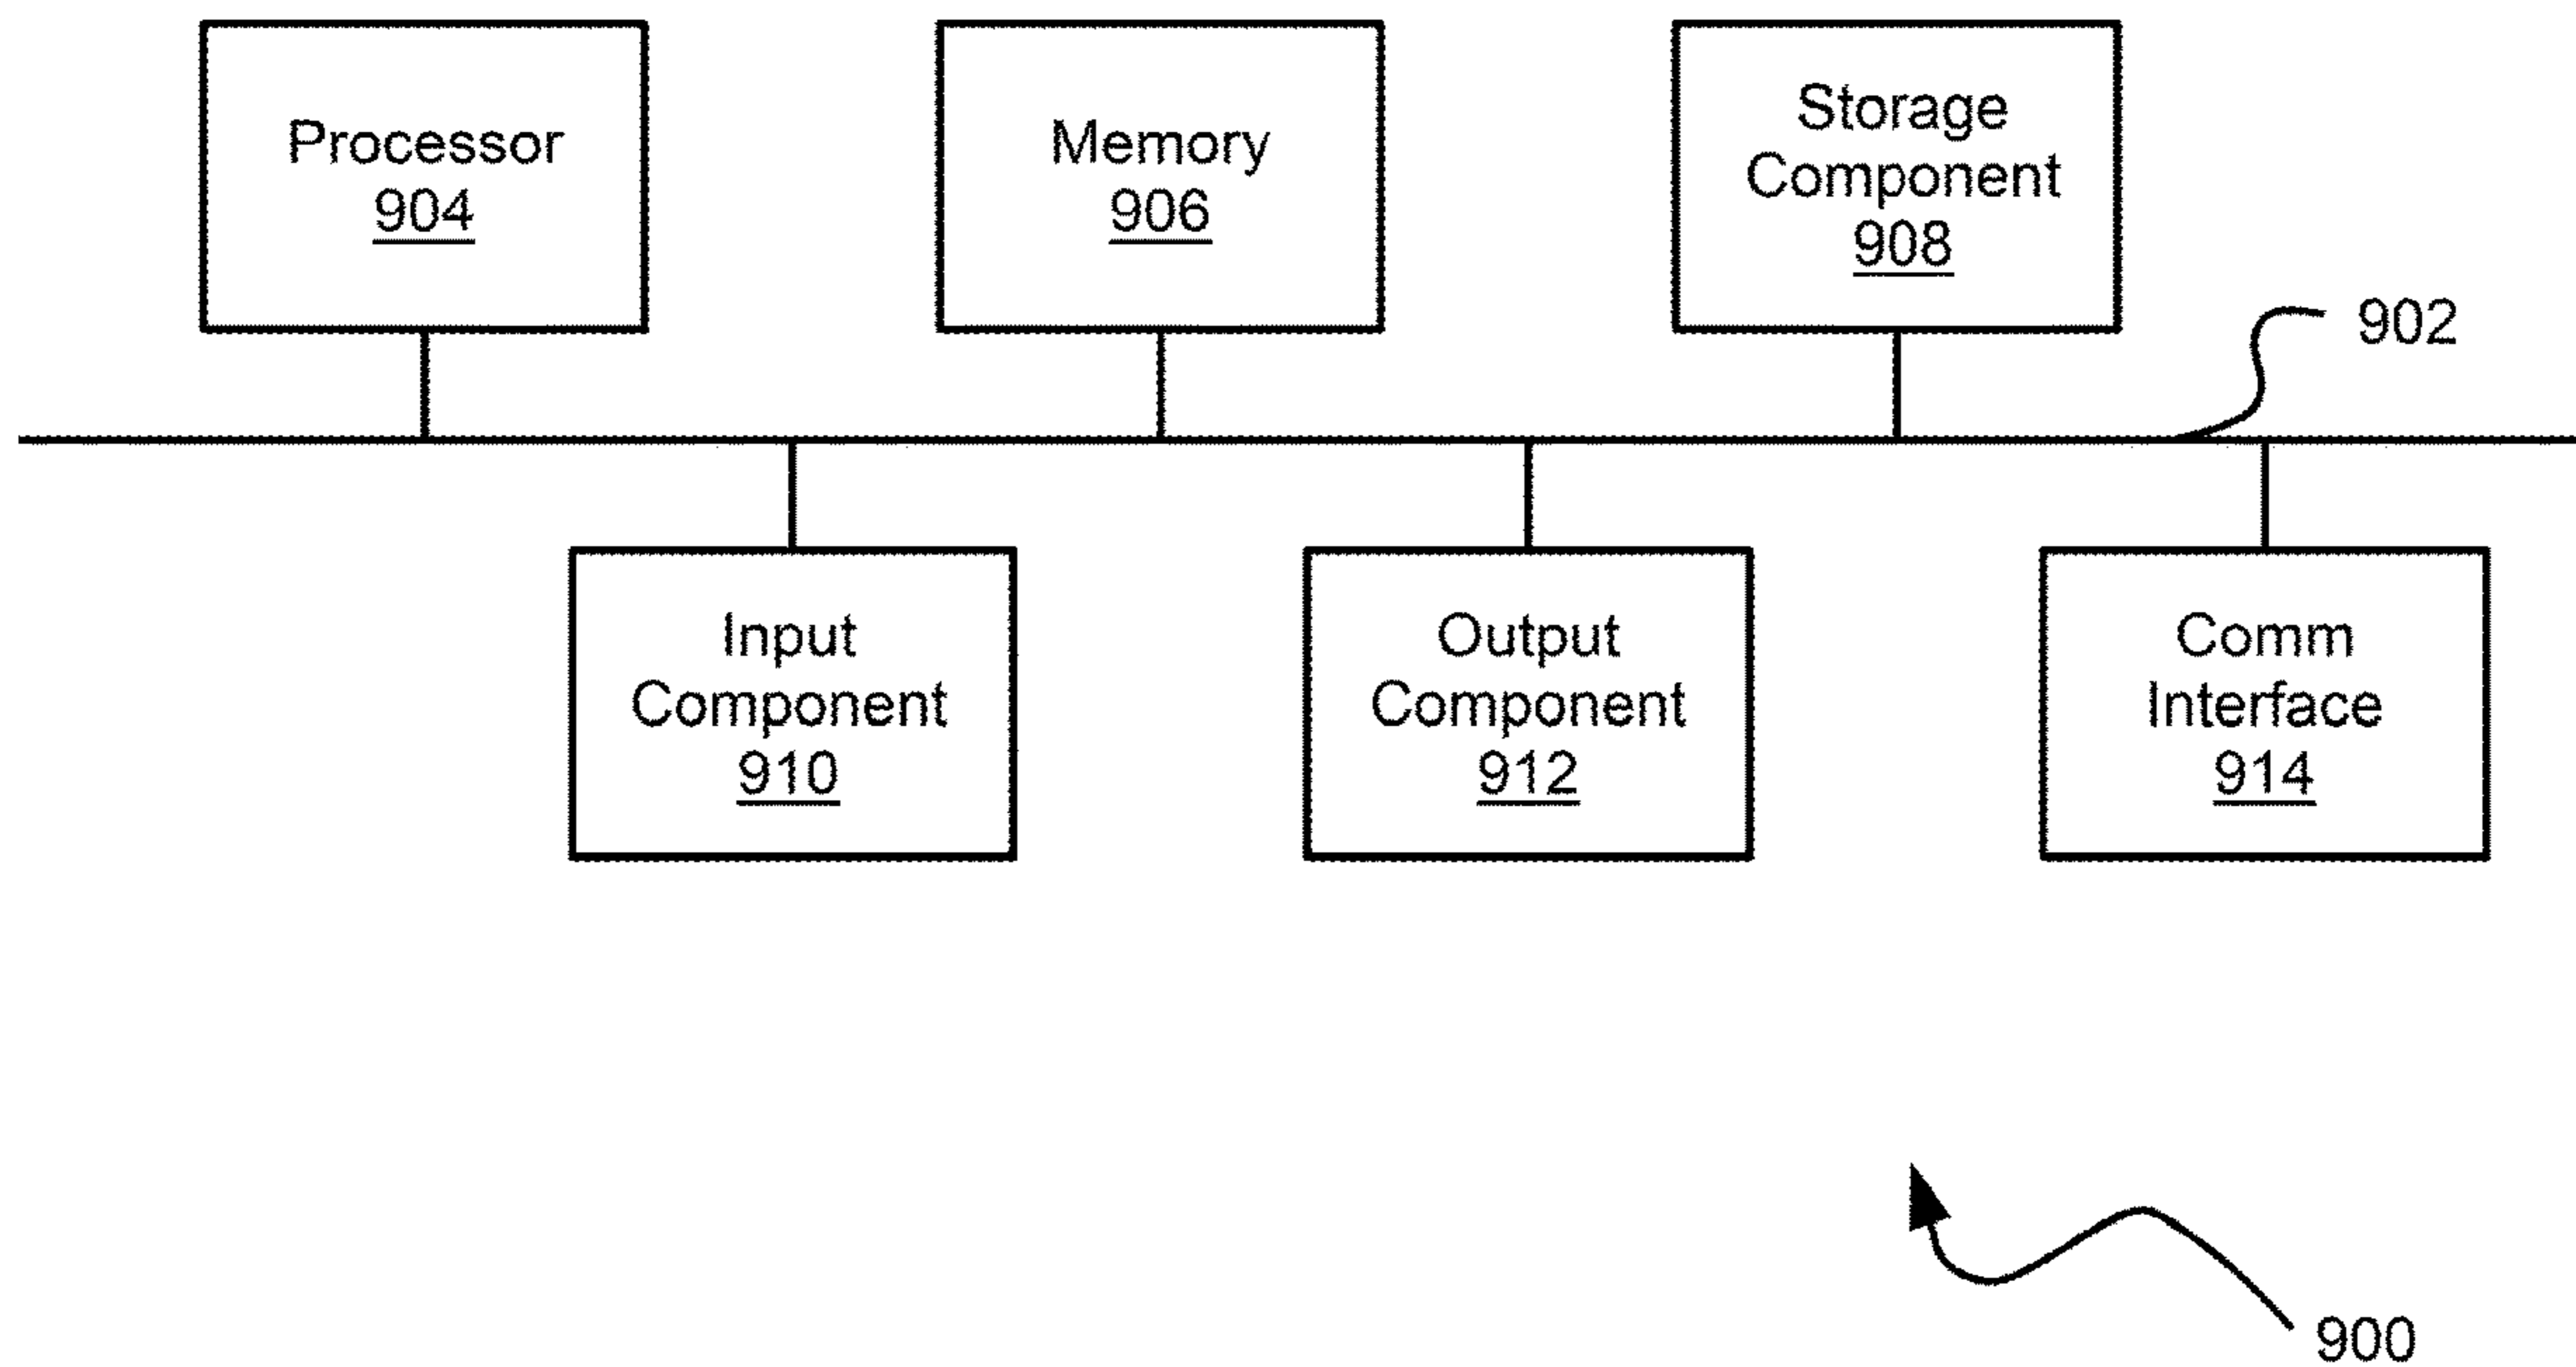 Processor
904
Memory
906
Storage
Component
908
902
Input
Component
910
Output
Component
912
Comm
Interface
914
900